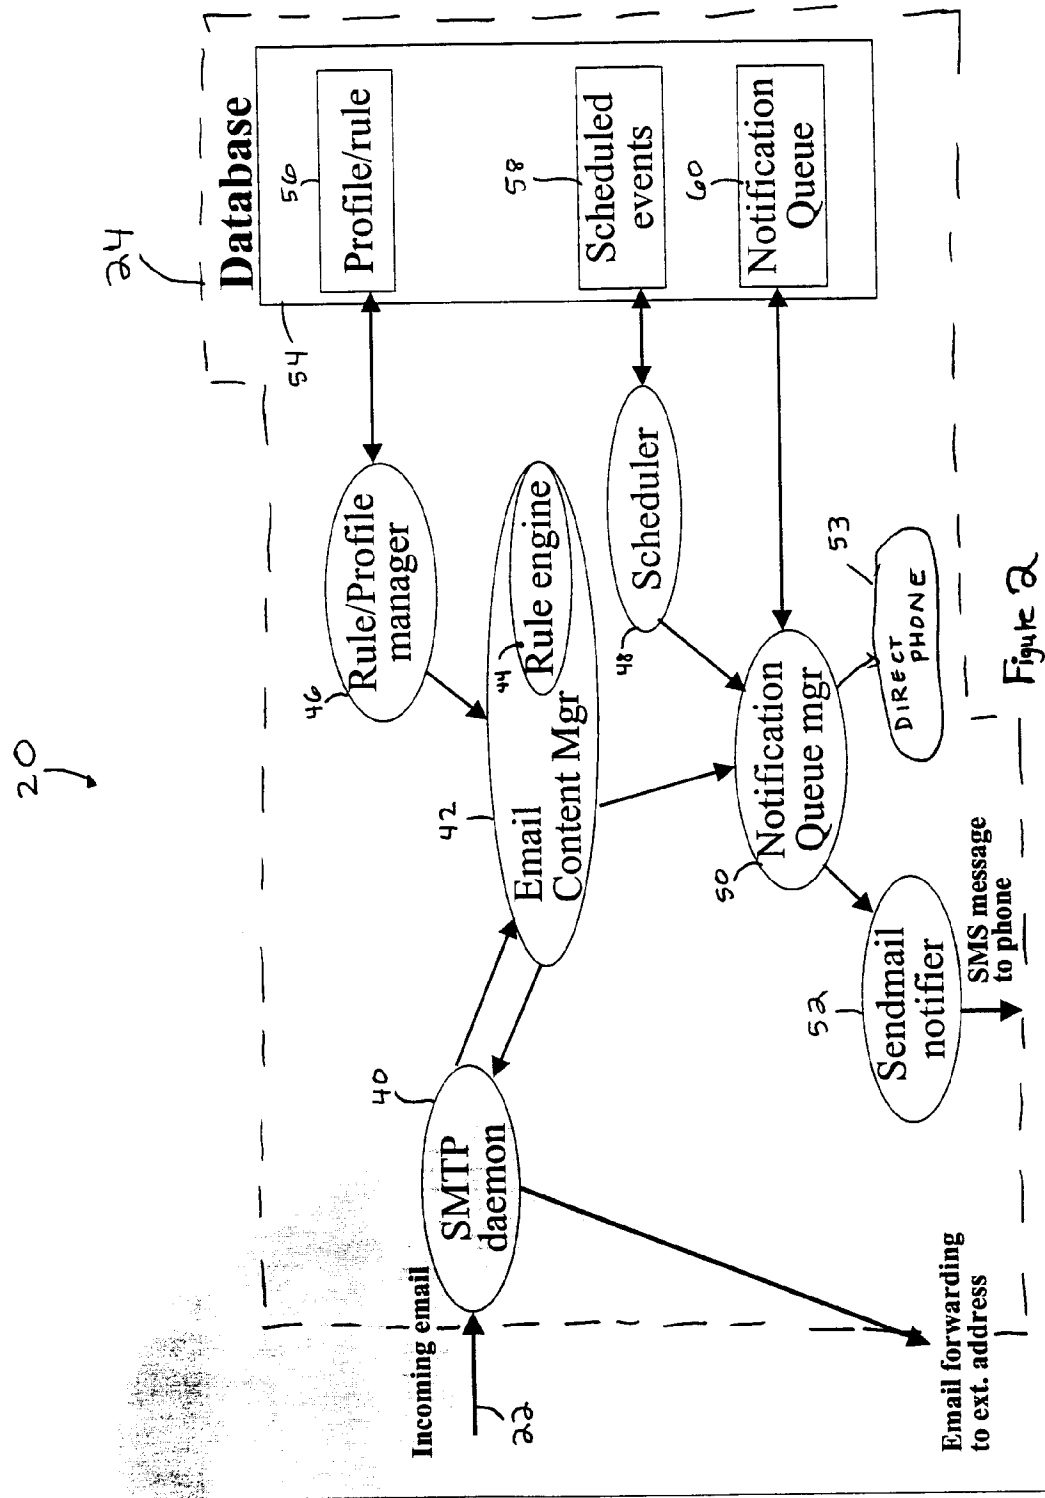 20
24
Database
54
56
Profile/rule
58
Scheduled
events
60
Notification
Queue
46
Rule/Profile
manager
42
Email
Content Mgr
44
Rule engine
48
Scheduler
40
SMTP
daemon
Incoming email
22
50
Notification
Queue mgr
53
DIRECT
PHONE
52
Sendmail
notifier
SMS message
to phone
Email forwarding
to ext. address
Figure 2